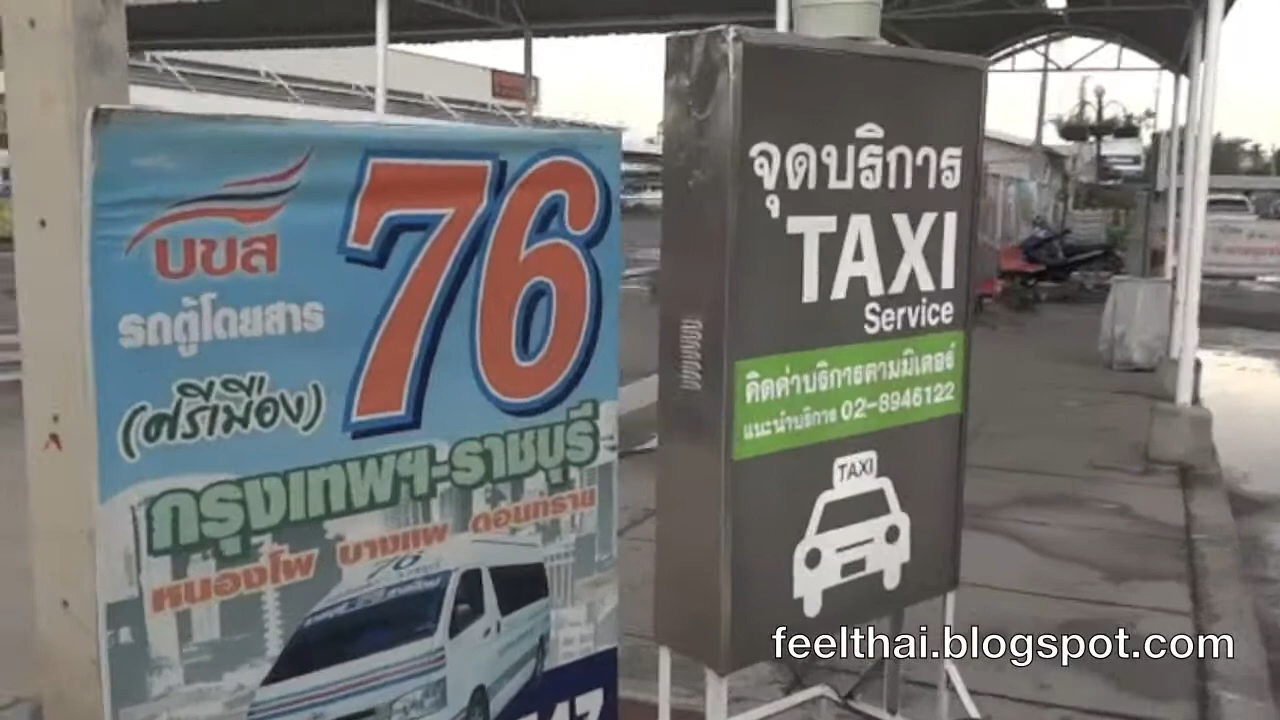 บขส
76
รถตู้โดยสาร
(ศรีเมือง)
กรุงเทพฯ-ราชบุรี
หนองโพ บางแพ ดอนทราย
76
จุดบริการ
TAXI
Service
คิดค่าบริการตามมิเตอร์
แนะนำบริการ 02-8946122
TAXI
feelthai.blogspot.com